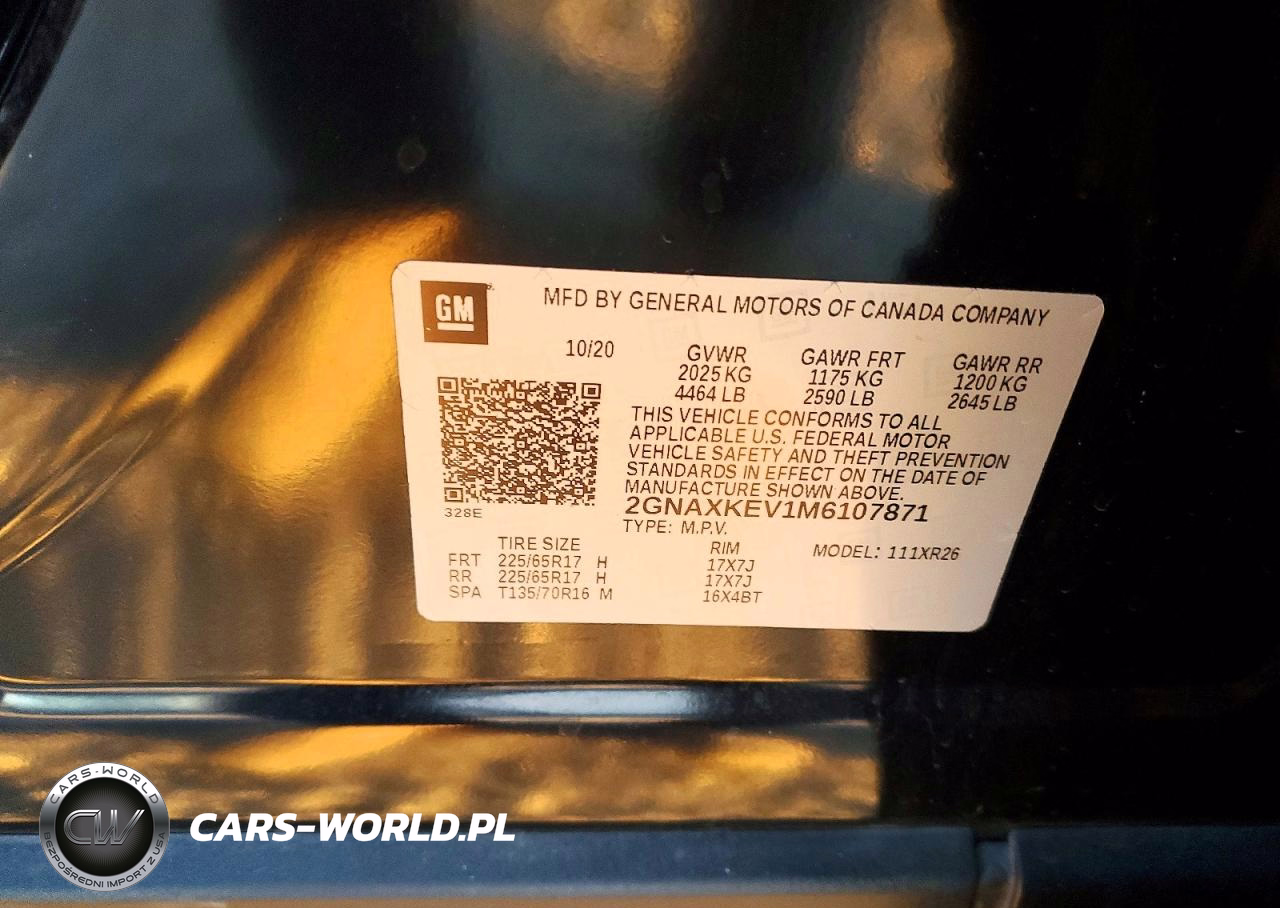 GM
MFD BY GENERAL MOTORS OF CANADA COMPANY
10/20
GVWR
2025 KG
4464 LB
GAWR FRT
1175 KG
2590 LB
GAWR RR
1200 KG
2645 LB
THIS VEHICLE CONFORMS TO ALL
APPLICABLE U.S. FEDERAL MOTOR
VEHICLE SAFETY AND THEFT PREVENTION
STANDARDS IN EFFECT ON THE DATE OF
MANUFACTURE SHOWN ABOVE.
2GNAXKEV1M6107871
328E
TYPE: M.P.V.
MODEL: 111XR26
TIRE SIZE RIM
FRT 225/65R17 H 17X7J
RR 225/65R17 H 17X7J
SPA T135/70R16 M 16X4BT
CARS-WORLD
CW
BEZPOŚREDNI IMPORT Z USA
CARS-WORLD.PL